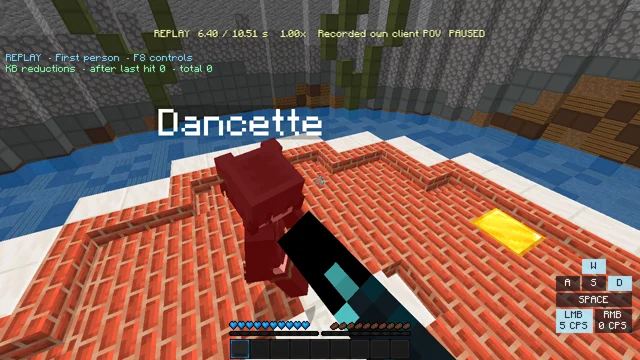 REPLAY 6.40 / 10.51 s 1.00x Recorded own client POV PAUSED
REPLAY - First person - F8 controls
KB reductions - after last hit 0 - total 0
Dancette
W
A S D
SPACE
LMB RMB
5 CPS 0 CPS